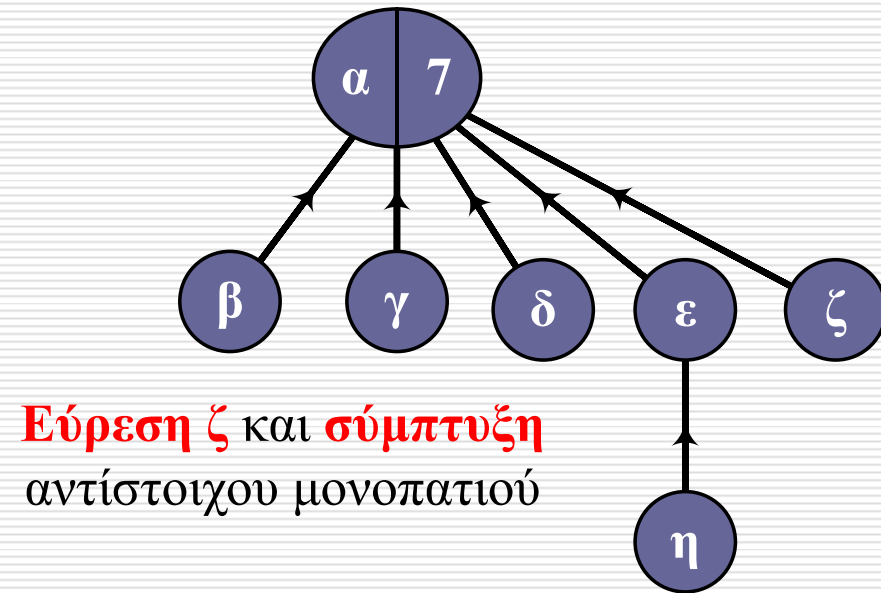 α 7
β γ δ ε ζ
Εύρεση ζ και σύμπτυξη
αντίστοιχου μονοπατιού
η